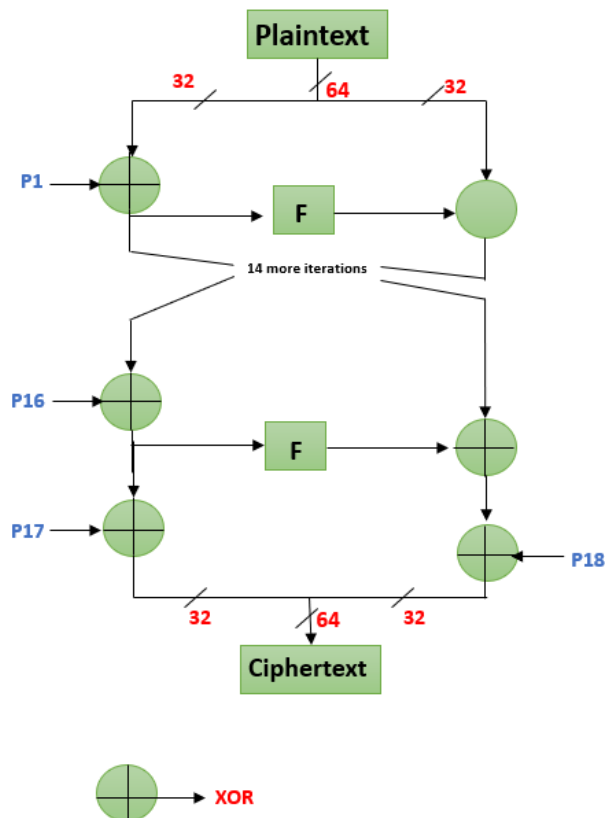 Plaintext
32
64
32
P1
F
14 more iterations
P16
F
P17
P18
32
64
32
Ciphertext
XOR